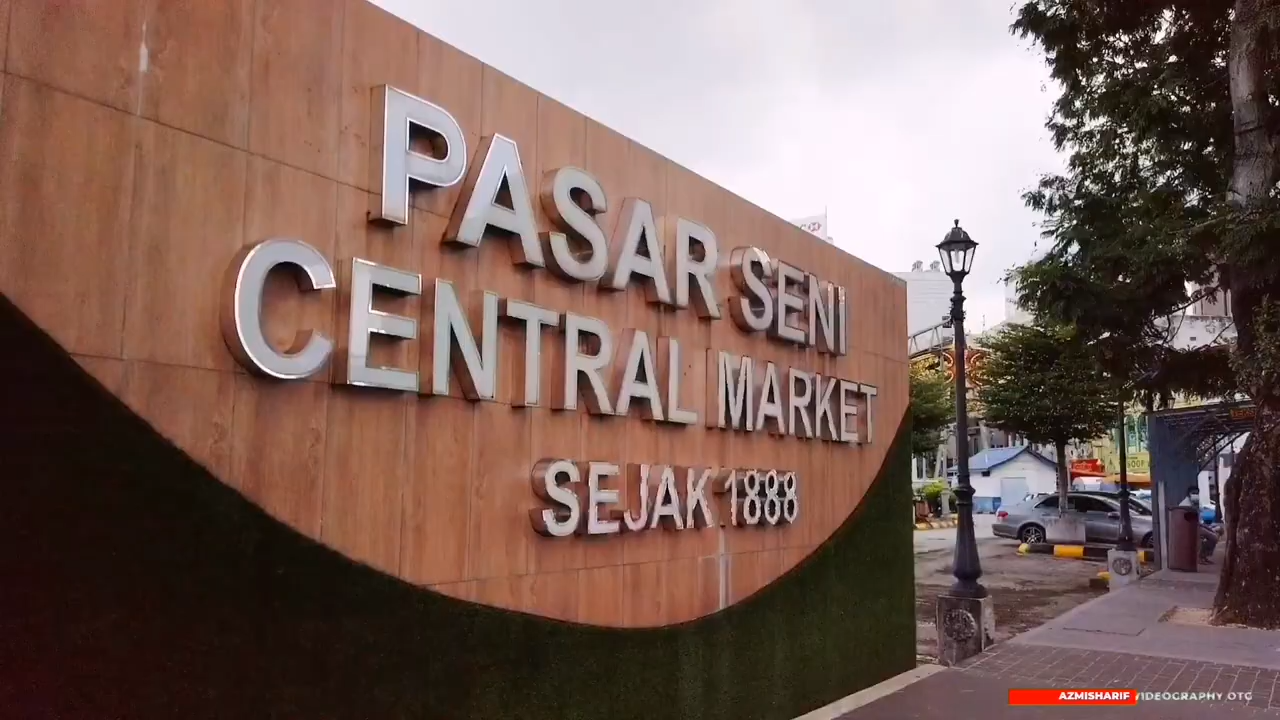 PASAR SENI
CENTRAL MARKET
SEJAK 1888
AZMISHARIF VIDEOGRAPHY OTG